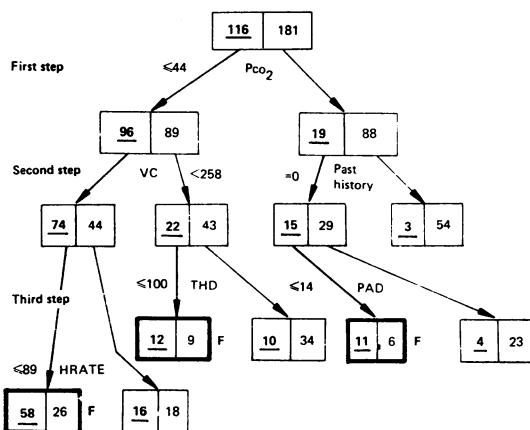 116 181
First step ≤44 Pco₂
96 89 19 88
Second step VC <258 =0 Past history
74 44 22 43 15 29 3 54
≤100 THD ≤14 PAD
Third step
12 9 F 10 34 11 6 F 4 23
≤89 HRATE
58 26 F 16 18